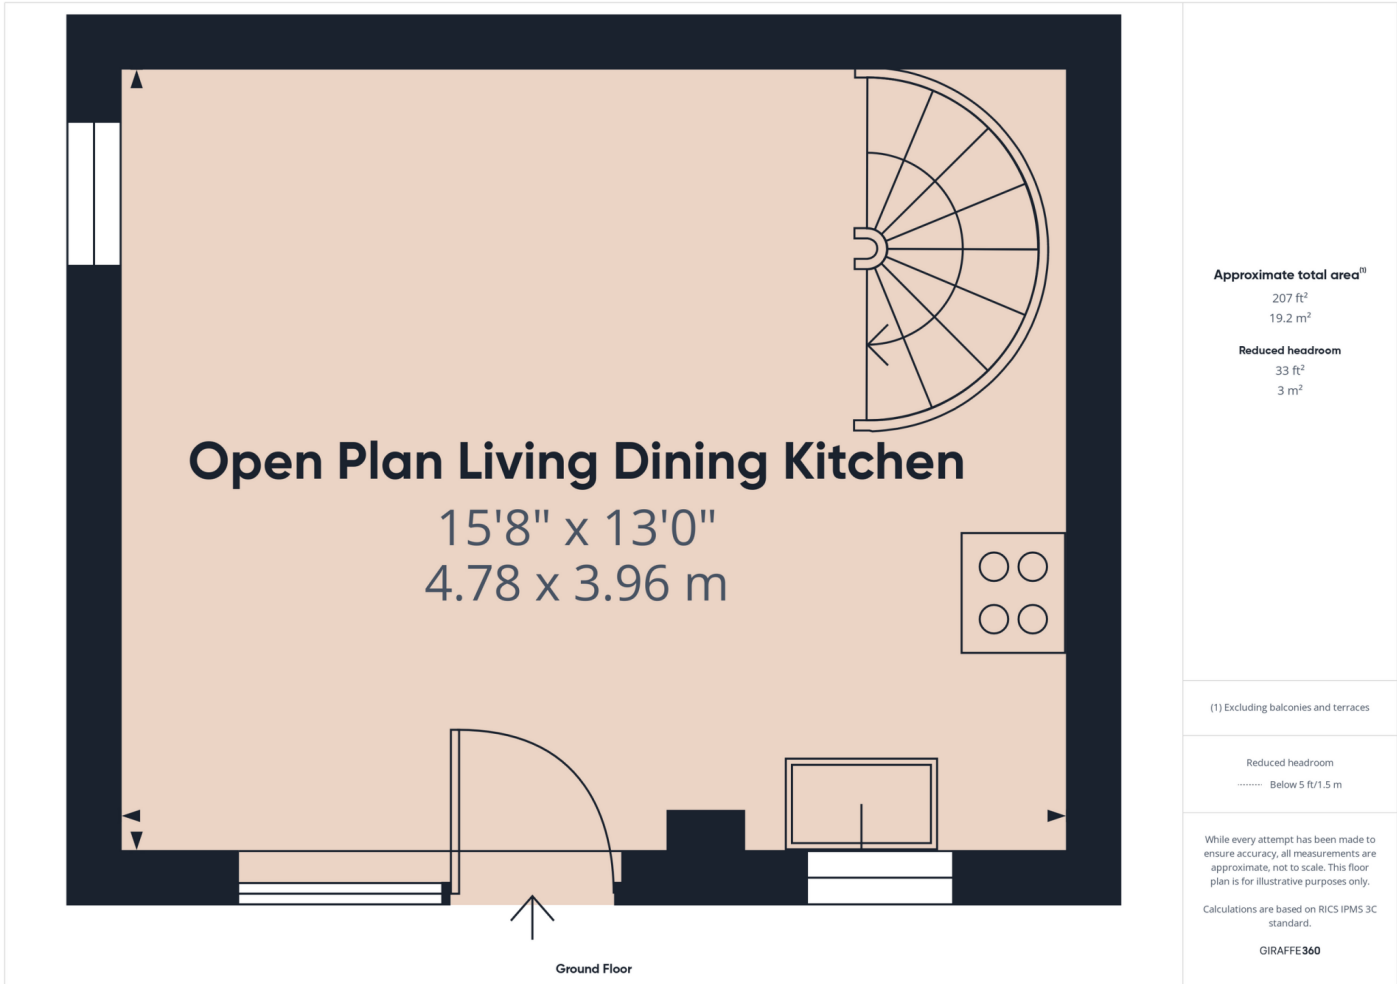 Open Plan Living Dining Kitchen
15'8" x 13'0"
4.78 x 3.96 m
Ground Floor
Approximate total area(1)
207 ft²
19.2 m²
Reduced headroom
33 ft²
3 m²
(1) Excluding balconies and terraces
Reduced headroom
Below 5 ft/1.5 m
While every attempt has been made to
ensure accuracy, all measurements are
approximate, not to scale. This floor
plan is for illustrative purposes only.
Calculations are based on RICS IPMS 3C
standard.
GIRAFFE360